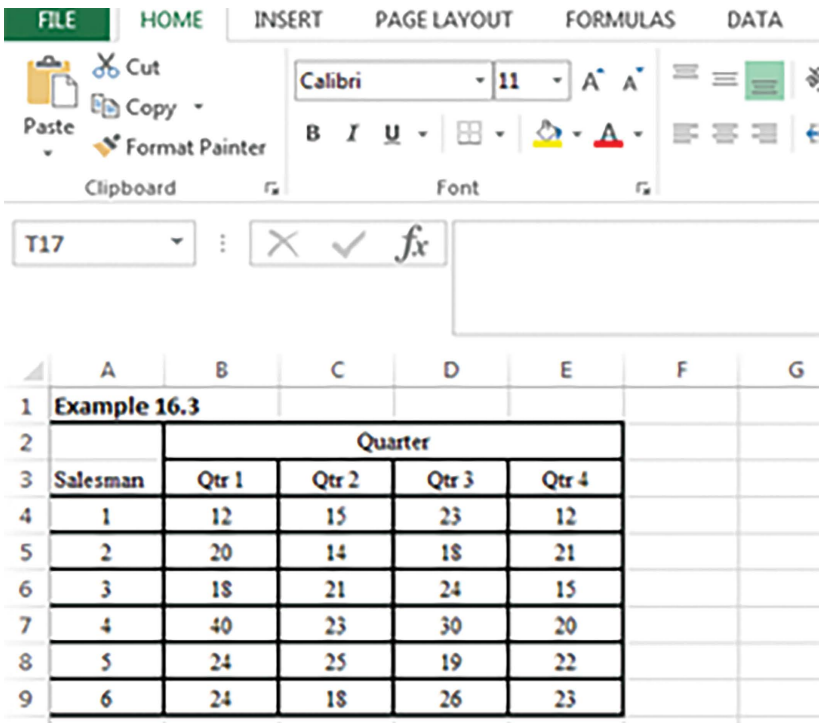 FILE HOME INSERT PAGE LAYOUT FORMULAS DATA
Cut
Copy
Paste
Format Painter
Clipboard
Calibri 11 A A
B I U A
Font
T17 fx
A B C D E F G
1 Example 16.3
2 Quarter
3 Salesman Qtr 1 Qtr 2 Qtr 3 Qtr 4
4 1 12 15 23 12
5 2 20 14 18 21
6 3 18 21 24 15
7 4 40 23 30 20
8 5 24 25 19 22
9 6 24 18 26 23